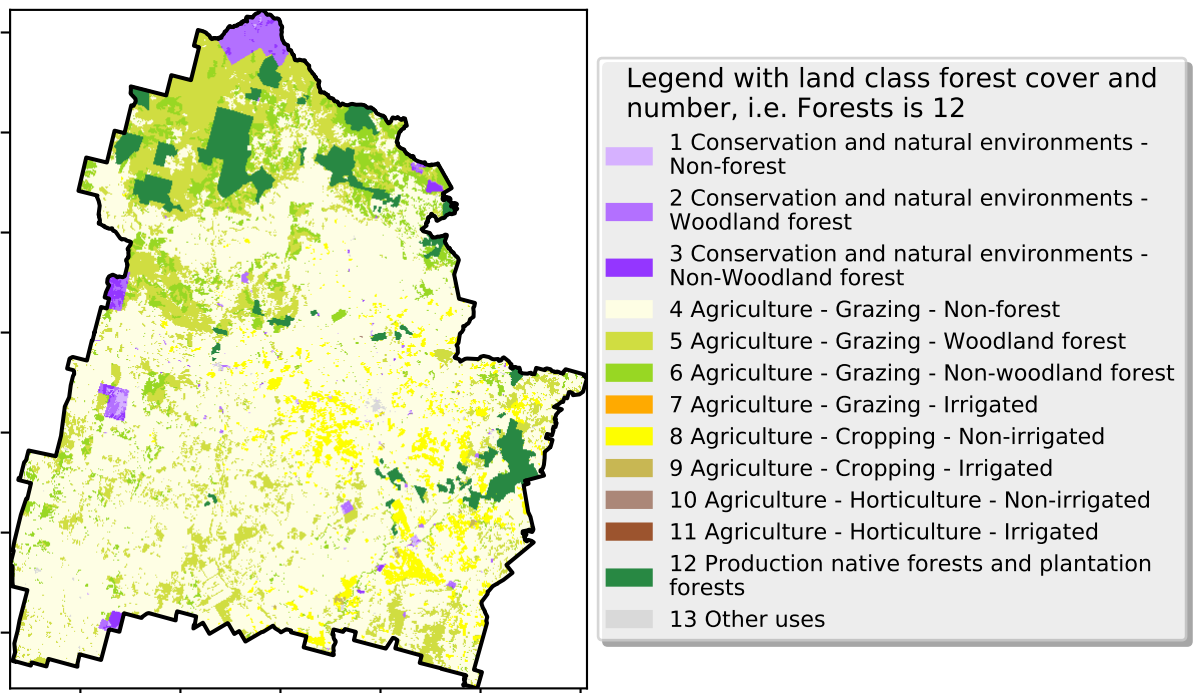 Legend with land class forest cover and
number, i.e. Forests is 12
1 Conservation and natural environments -
Non-forest
2 Conservation and natural environments -
Woodland forest
3 Conservation and natural environments -
Non-Woodland forest
4 Agriculture - Grazing - Non-forest
5 Agriculture - Grazing - Woodland forest
6 Agriculture - Grazing - Non-woodland forest
7 Agriculture - Grazing - Irrigated
8 Agriculture - Cropping - Non-irrigated
9 Agriculture - Cropping - Irrigated
10 Agriculture - Horticulture - Non-irrigated
11 Agriculture - Horticulture - Irrigated
12 Production native forests and plantation
forests
13 Other uses